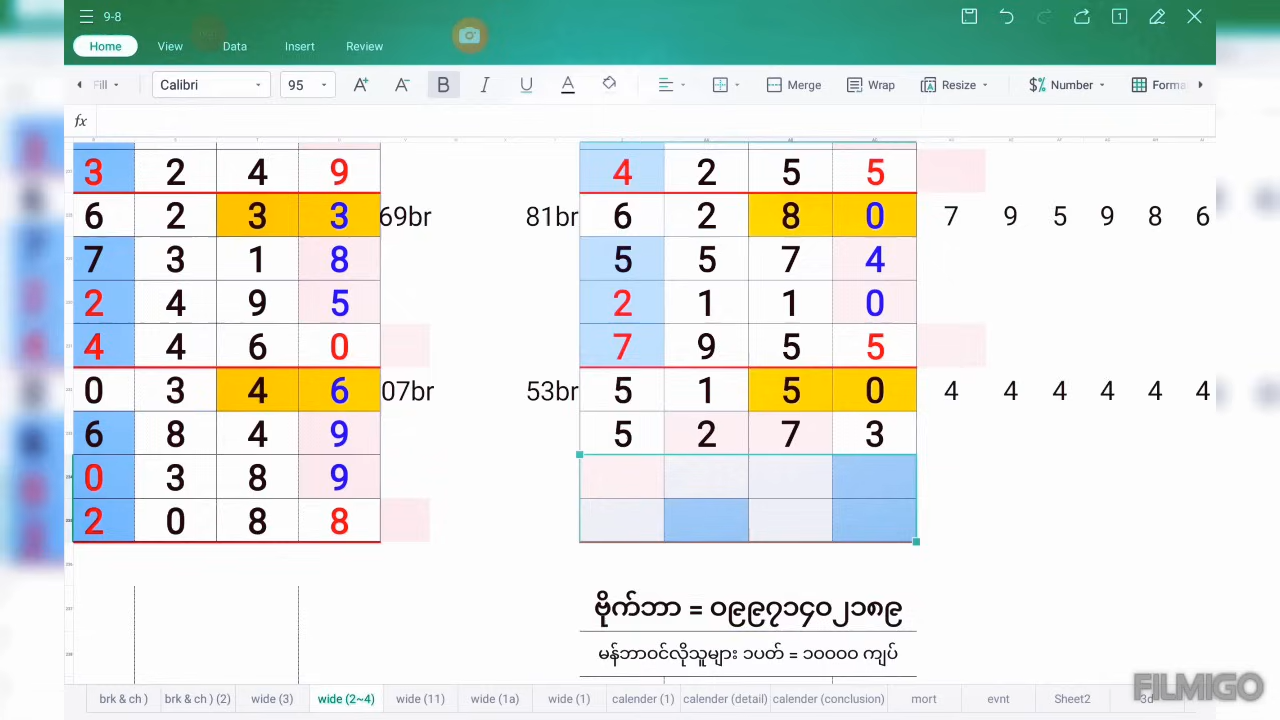 9-8
Home View Data Insert Review
Fill Calibri 95 B I U A Merge Wrap Resize Number Forma
fx
3 2 4 9 4 2 5 5
6 2 3 3 69br 81br 6 2 8 0 7 9 5 9 8 6
7 3 1 8 5 5 7 4
2 4 9 5 2 1 1 0
4 4 6 0 7 9 5 5
0 3 4 6 07br 53br 5 1 5 0 4 4 4 4 4 4
6 8 4 9 5 2 7 3
0 3 8 9
2 0 8 8
ဗိုက်ဘာ = ၀၉၉၇၁၄၀၂၁၈၉
မန်ဘာဝင်လိုသူများ ၁ပတ် = ၁၀၀၀၀ ကျပ်
brk & ch ) brk & ch ) (2) wide (3) wide (2~4) wide (11) wide (1a) wide (1) calender (1) calender (detail) calender (conclusion) mort evnt Sheet2 3d
FILMIGO